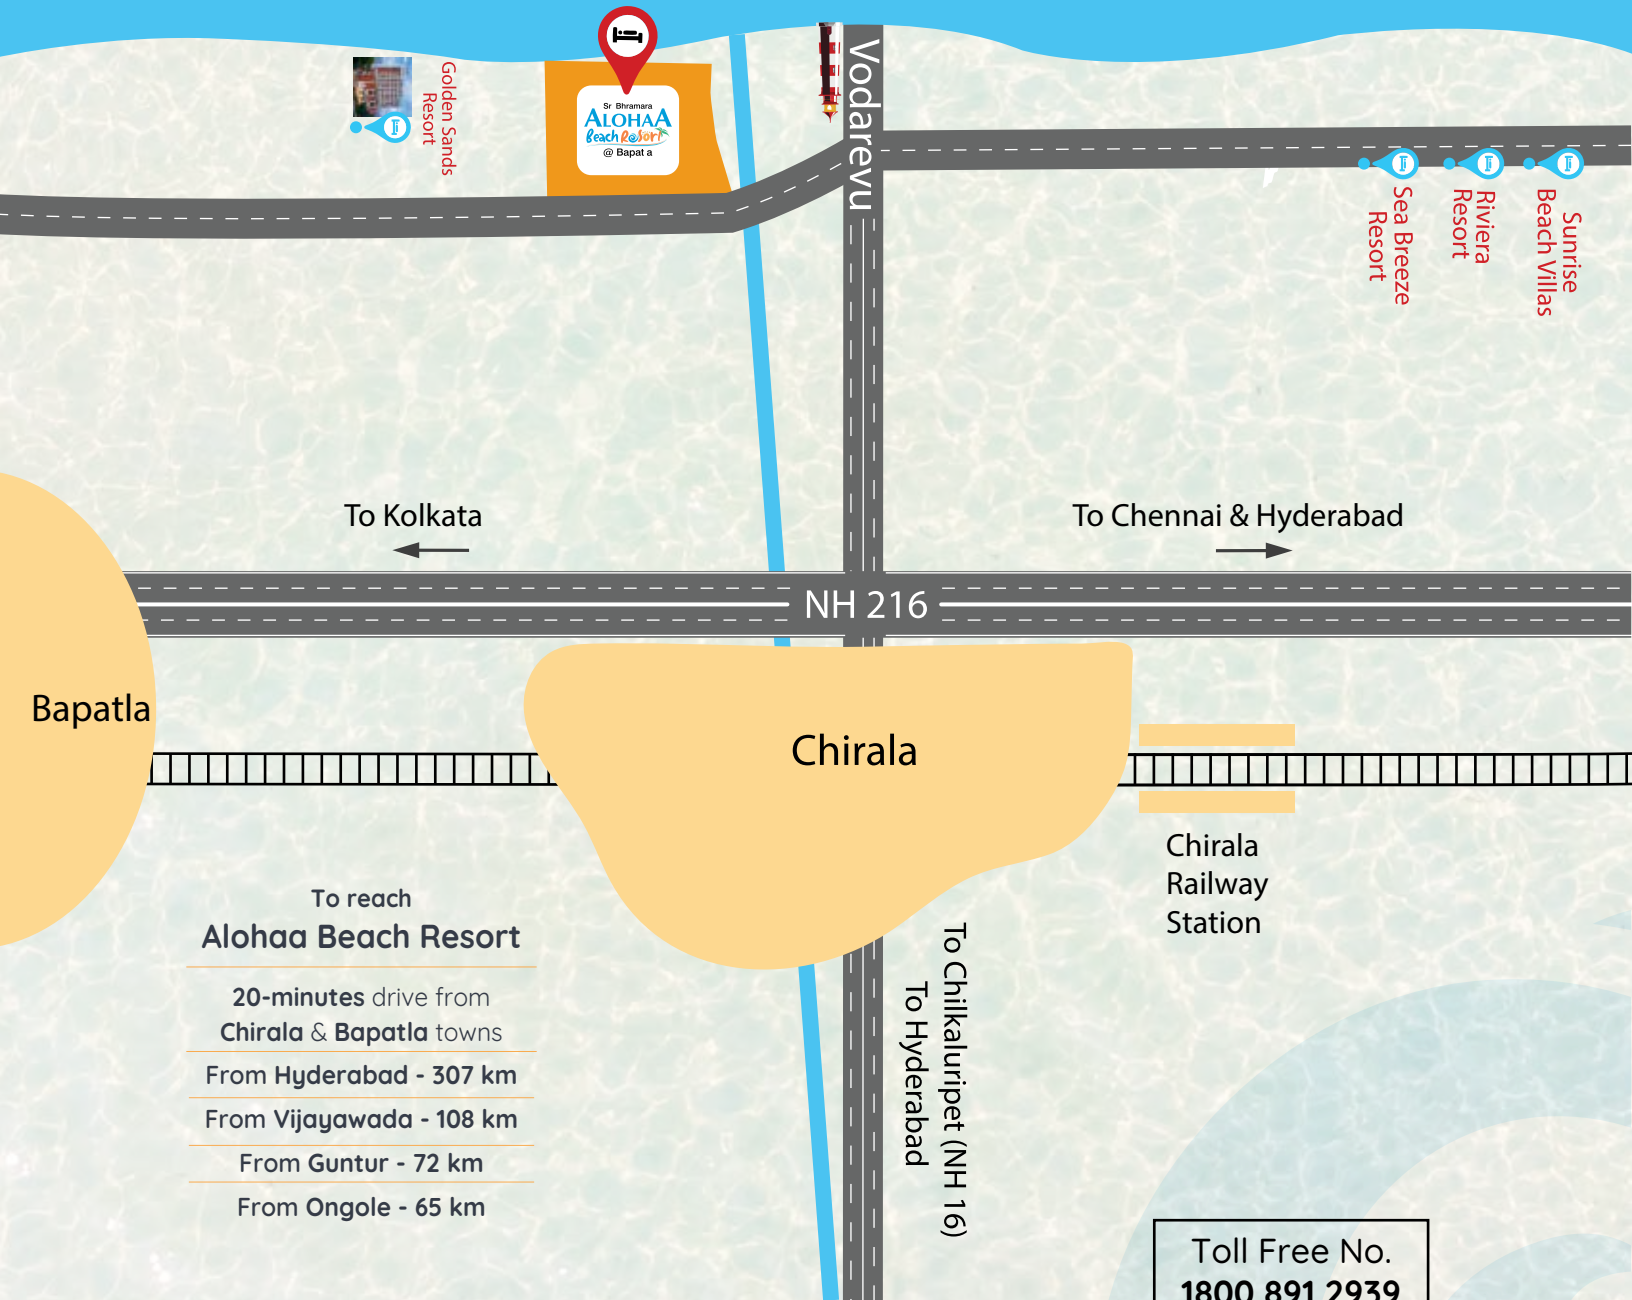 Golden Sands
Resort
Sr Bhramara
ALOHAA
Beach Resort
@ Bapat a
Vodarevu
Sea Breeze
Resort
Riviera
Resort
Sunrise
Beach Villas
To Kolkata
To Chennai & Hyderabad
NH 216
Bapatla
Chirala
Chirala
Railway
Station
To reach
Alohaa Beach Resort
20-minutes drive from
Chirala & Bapatla towns
From Hyderabad - 307 km
From Vijayawada - 108 km
From Guntur - 72 km
From Ongole - 65 km
To Chilkaluripet (NH 16)
To Hyderabad
Toll Free No.
1800 891 2939